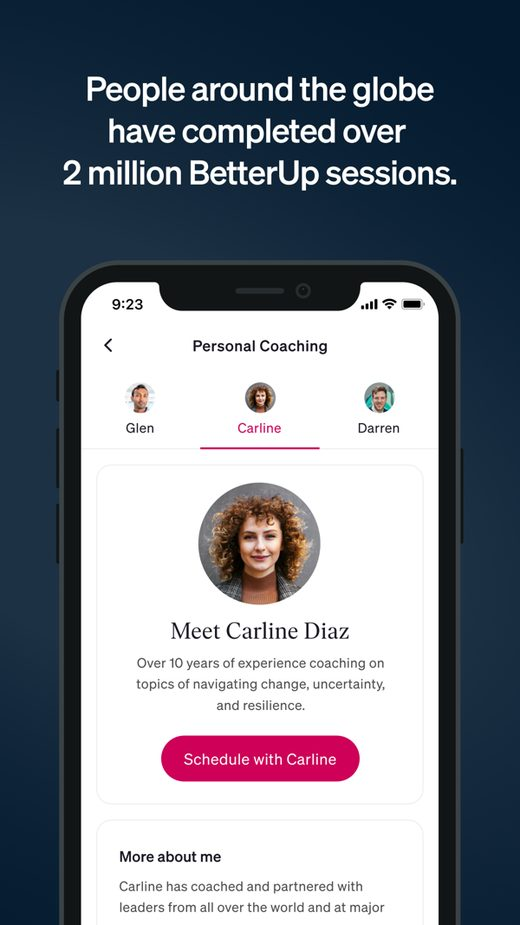 People around the globe
have completed over
2 million BetterUp sessions.
9:23
Personal Coaching
Glen
Carline
Darren
Meet Carline Diaz
Over 10 years of experience coaching on
topics of navigating change, uncertainty,
and resilience.
Schedule with Carline
More about me
Carline has coached and partnered with
leaders from all over the world and at major